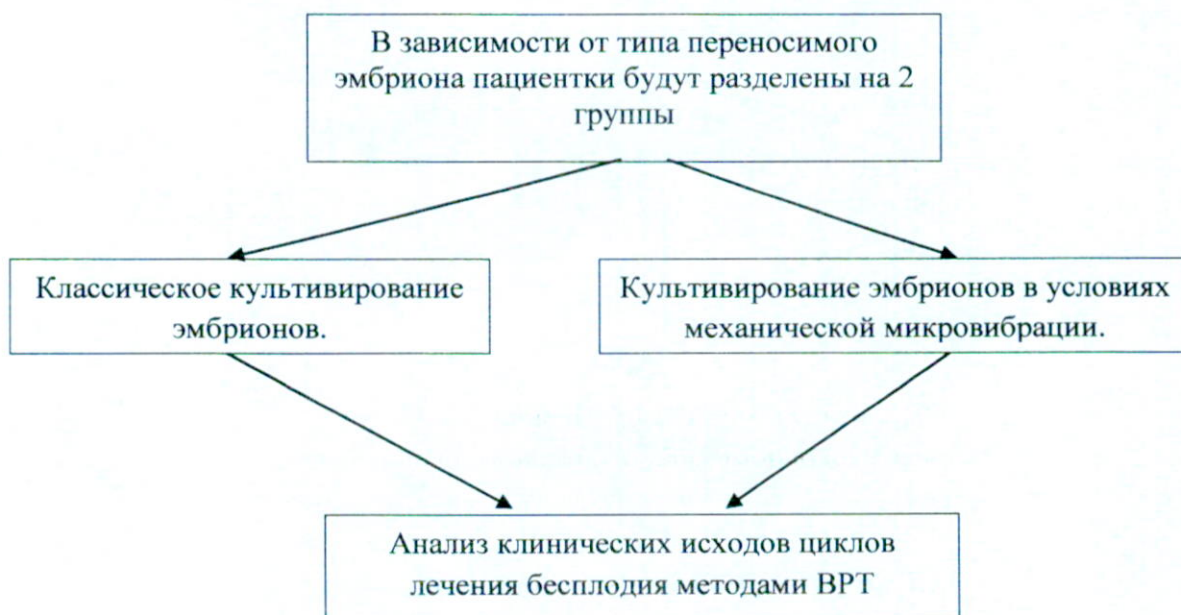 В зависимости от типа переносимого
эмбриона пациентки будут разделены на 2
группы
Классическое культивирование
эмбрионов.
Культивирование эмбрионов в условиях
механической микровибрации.
Анализ клинических исходов циклов
лечения бесплодия методами ВРТ